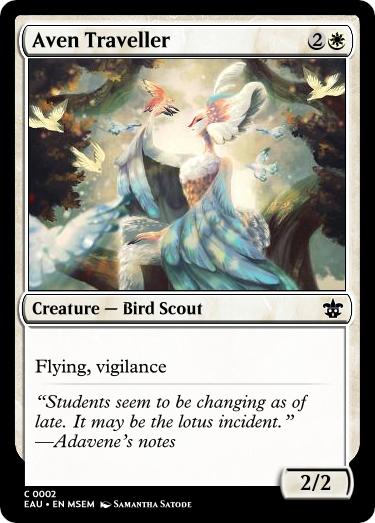 Aven Traveller 2
Creature — Bird Scout
Flying, vigilance
“Students seem to be changing as of
late. It may be the lotus incident.”
—Adavene’s notes
2/2
C 0002
EAU • EN MSEM Samantha Satode